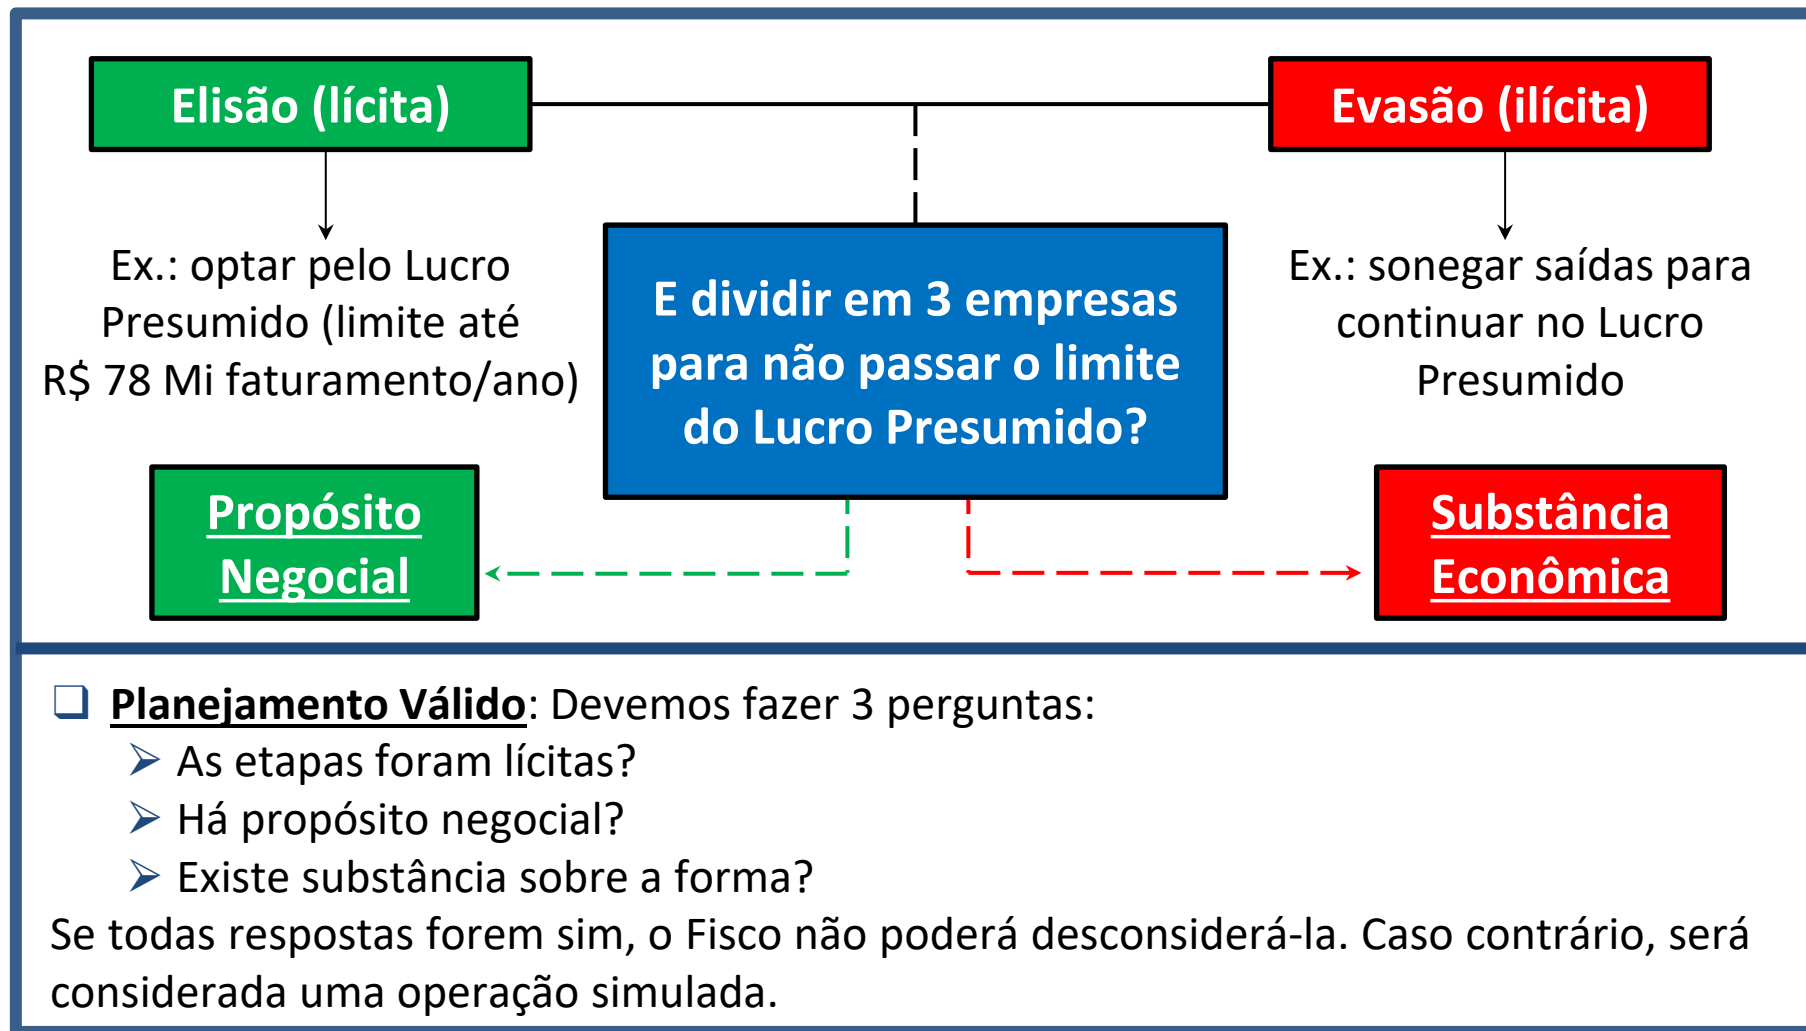 Elisão (lícita)
Evasão (ilícita)
Ex.: optar pelo Lucro
Presumido (limite até
R$ 78 Mi faturamento/ano)
E dividir em 3 empresas
para não passar o limite
do Lucro Presumido?
Ex.: sonegar saídas para
continuar no Lucro
Presumido
Propósito
Negocial
Substância
Econômica
Planejamento Válido: Devemos fazer 3 perguntas:
As etapas foram lícitas?
Há propósito negocial?
Existe substância sobre a forma?
Se todas respostas forem sim, o Fisco não poderá desconsiderá-la. Caso contrário, será
considerada uma operação simulada.